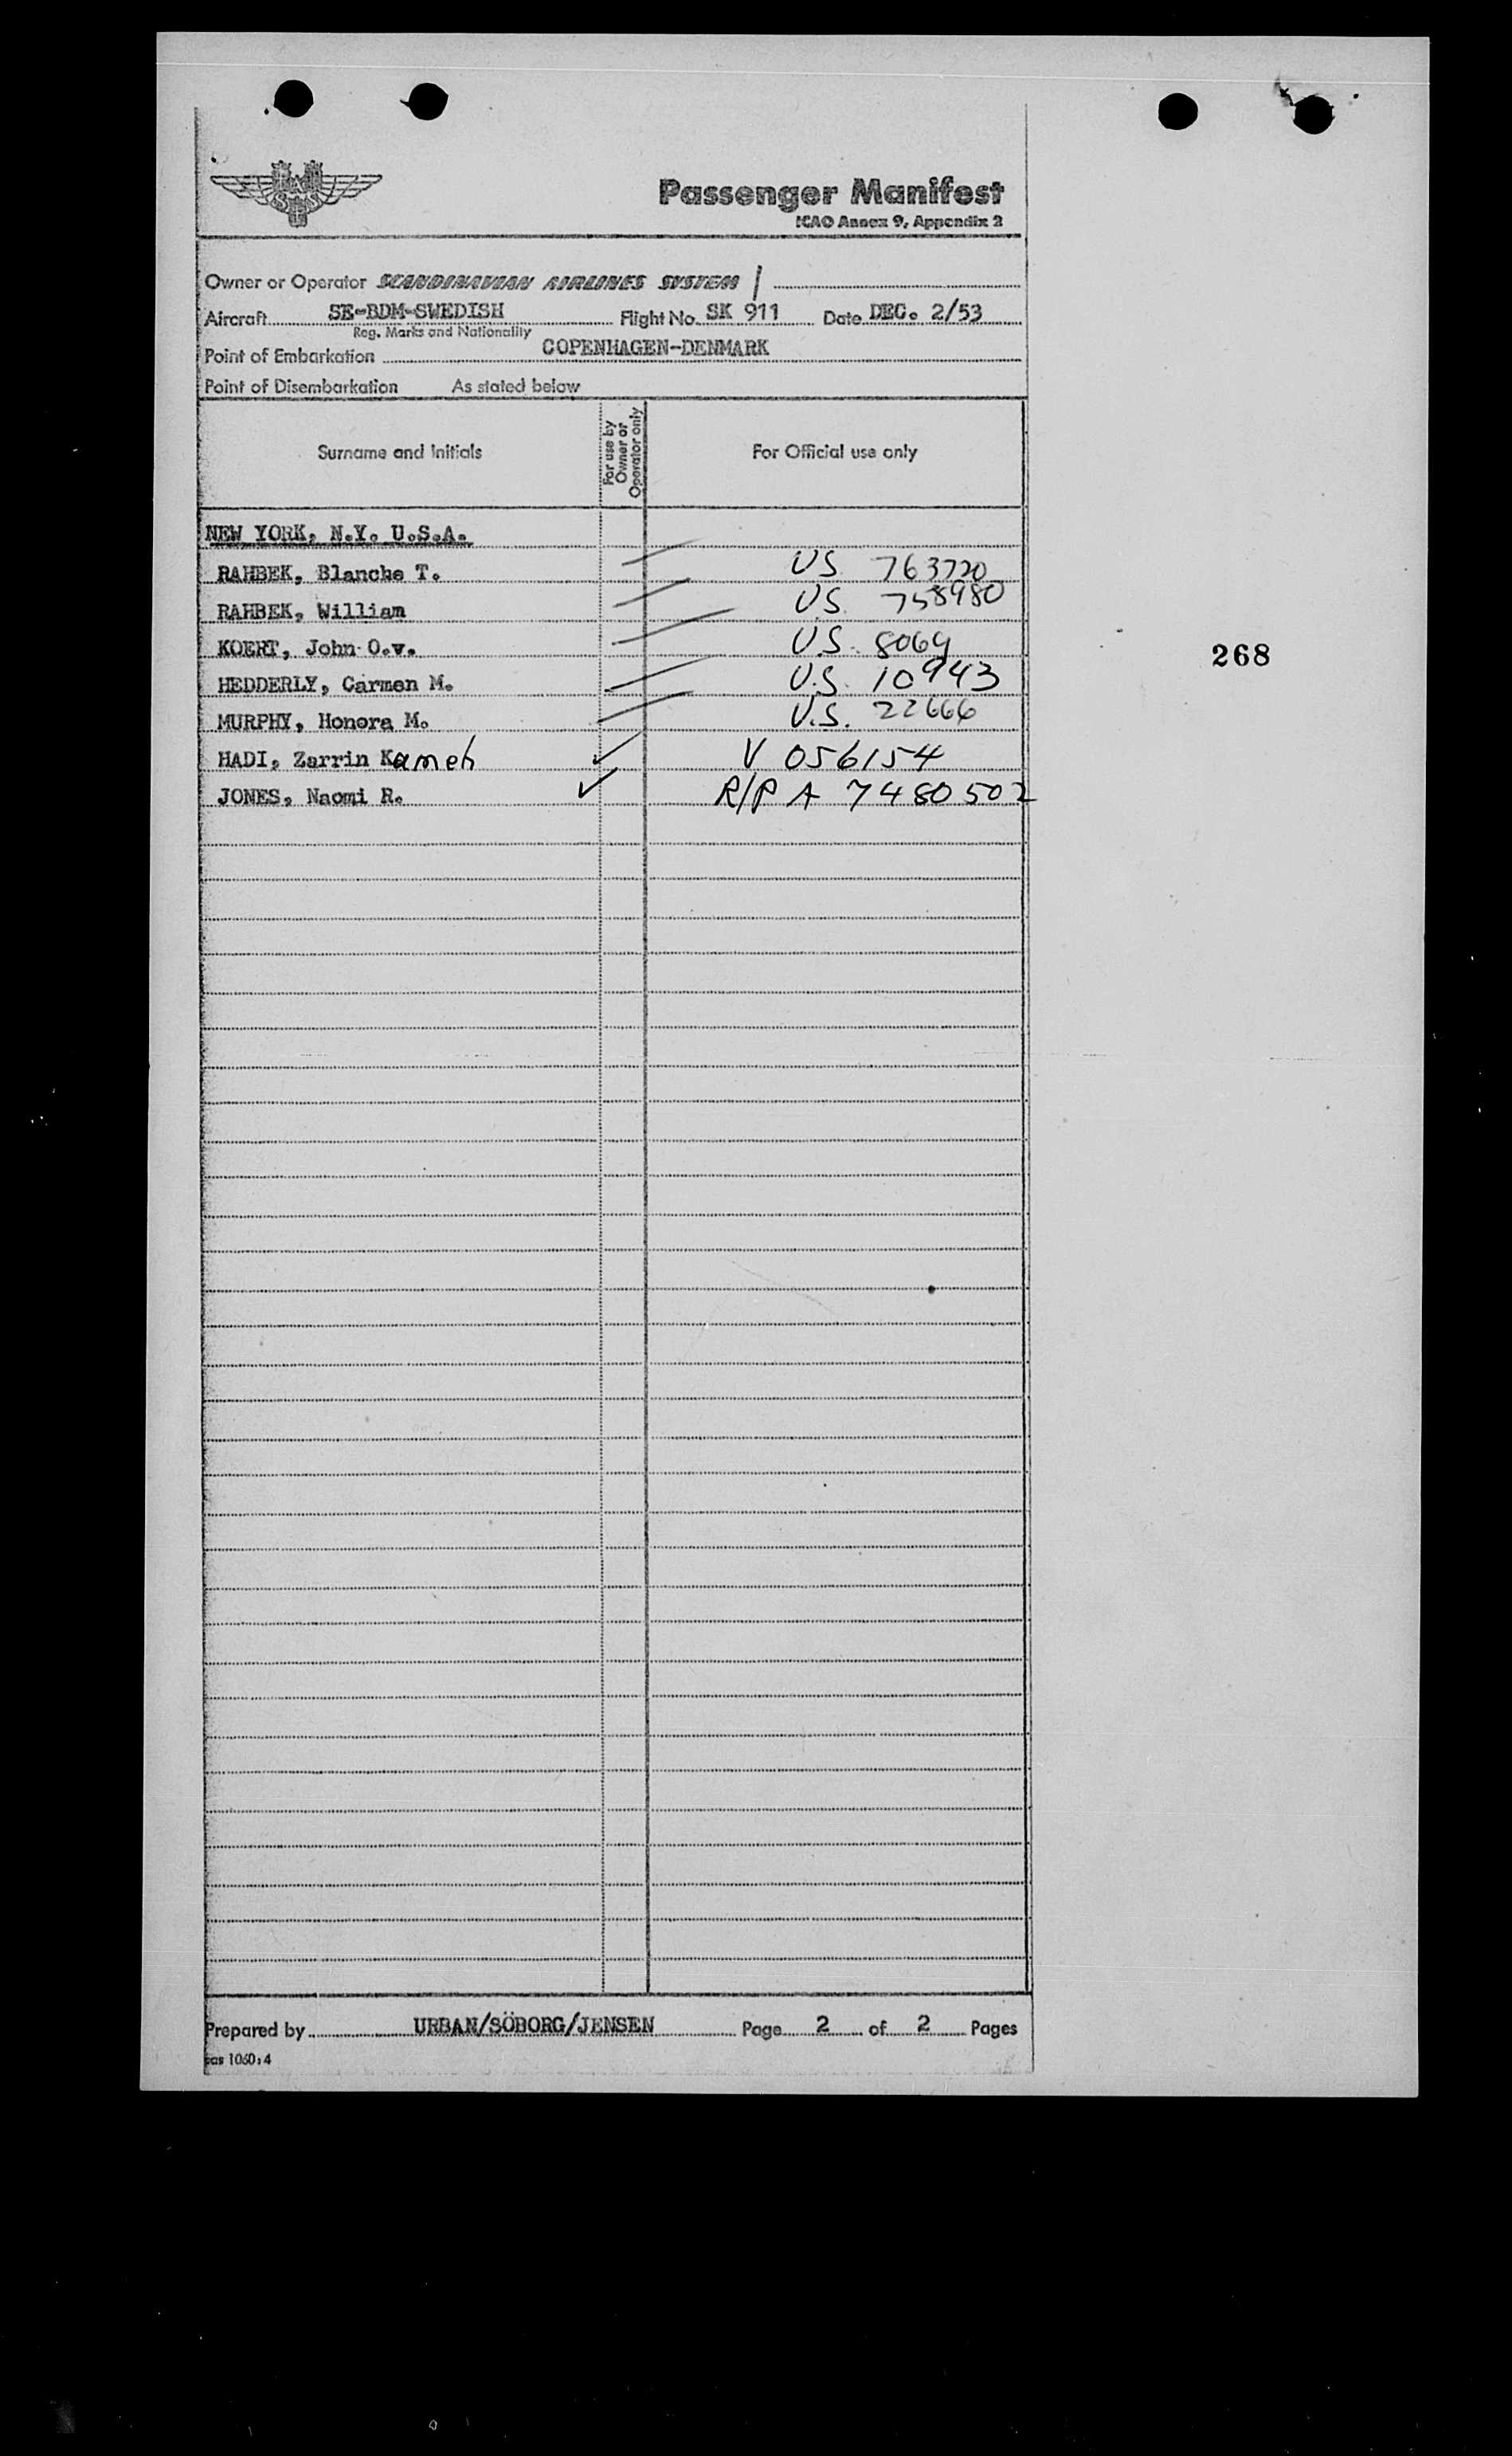 Passenger Manifest
ICAO Annex 9, Appendix 2
Owner or Operator SCANDINAVIAN AIRLINES SYSTEM /
Aircraft SE-BDM-SWEDISH Flight No. SK 911 Date DEC. 2/53
Reg. Marks and Nationality
Point of Embarkation COPENHAGEN-DENMARK
Point of Disembarkation As stated below
Surname and Initials For use by Owner or Operator only For Official use only
NEW YORK, N.Y. U.S.A.
RAHBEK, Blanche T. US 763720
RAHBEK, William U.S. 758980
KOERT, John O.v. U.S. 8069
268
HEDDERLY, Carmen M. U.S. 10943
MURPHY, Honora M. U.S. 22666
HADI, Zarrin Kameh ✓ V 056154
JONES, Naomi R. ✓ R/P A 7480502
Prepared by URBAN/SÖBORG/JENSEN Page 2 of 2 Pages
sas 1060:4